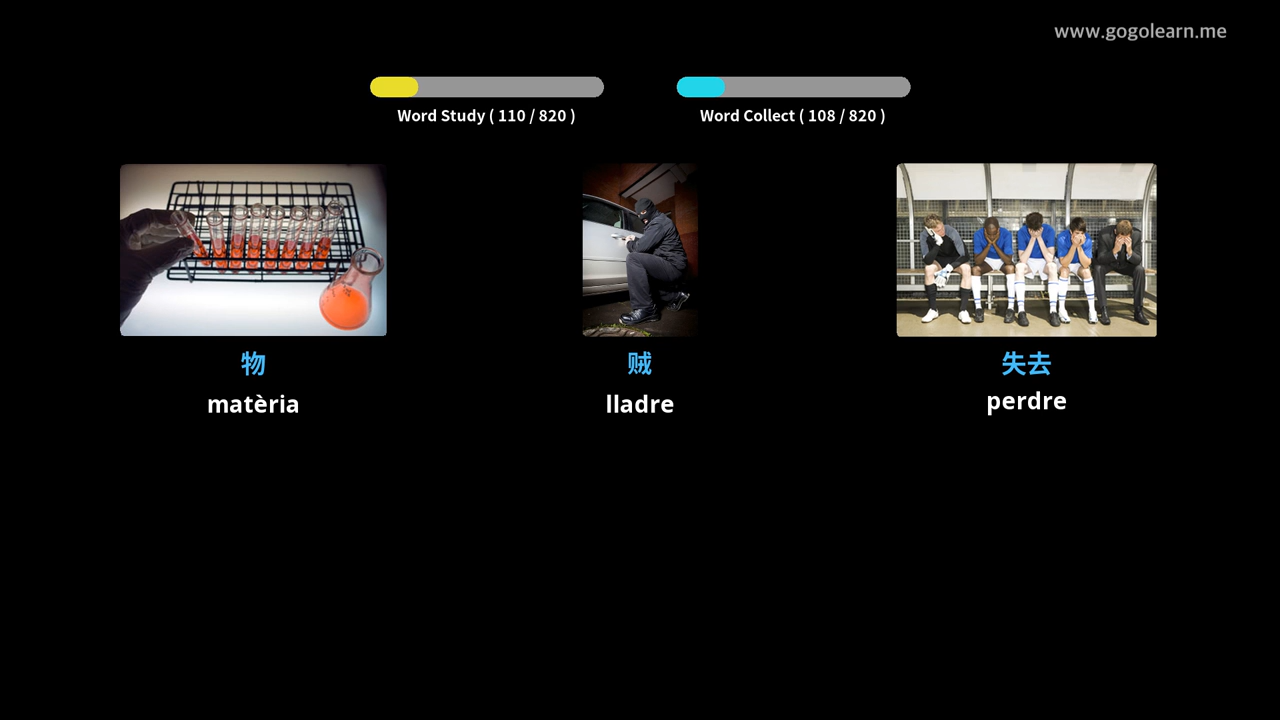 www.gogolearn.me
Word Study ( 110 / 820 )
Word Collect ( 108 / 820 )
物
贼
失去
matèria
lladre
perdre